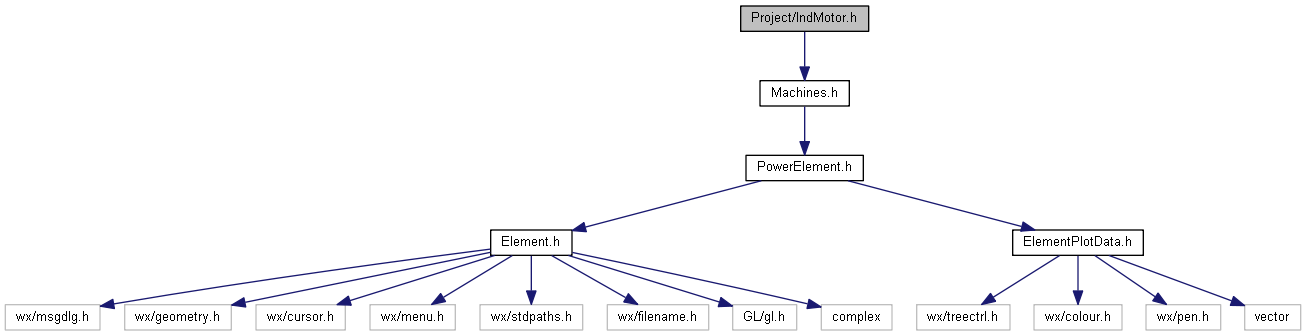 Project/IndMotor.h
Machines.h
PowerElement.h
Element.h
ElementPlotData.h
wx/msgdlg.h
wx/geometry.h
wx/cursor.h
wx/menu.h
wx/stdpaths.h
wx/filename.h
GL/gl.h
complex
wx/treectrl.h
wx/colour.h
wx/pen.h
vector